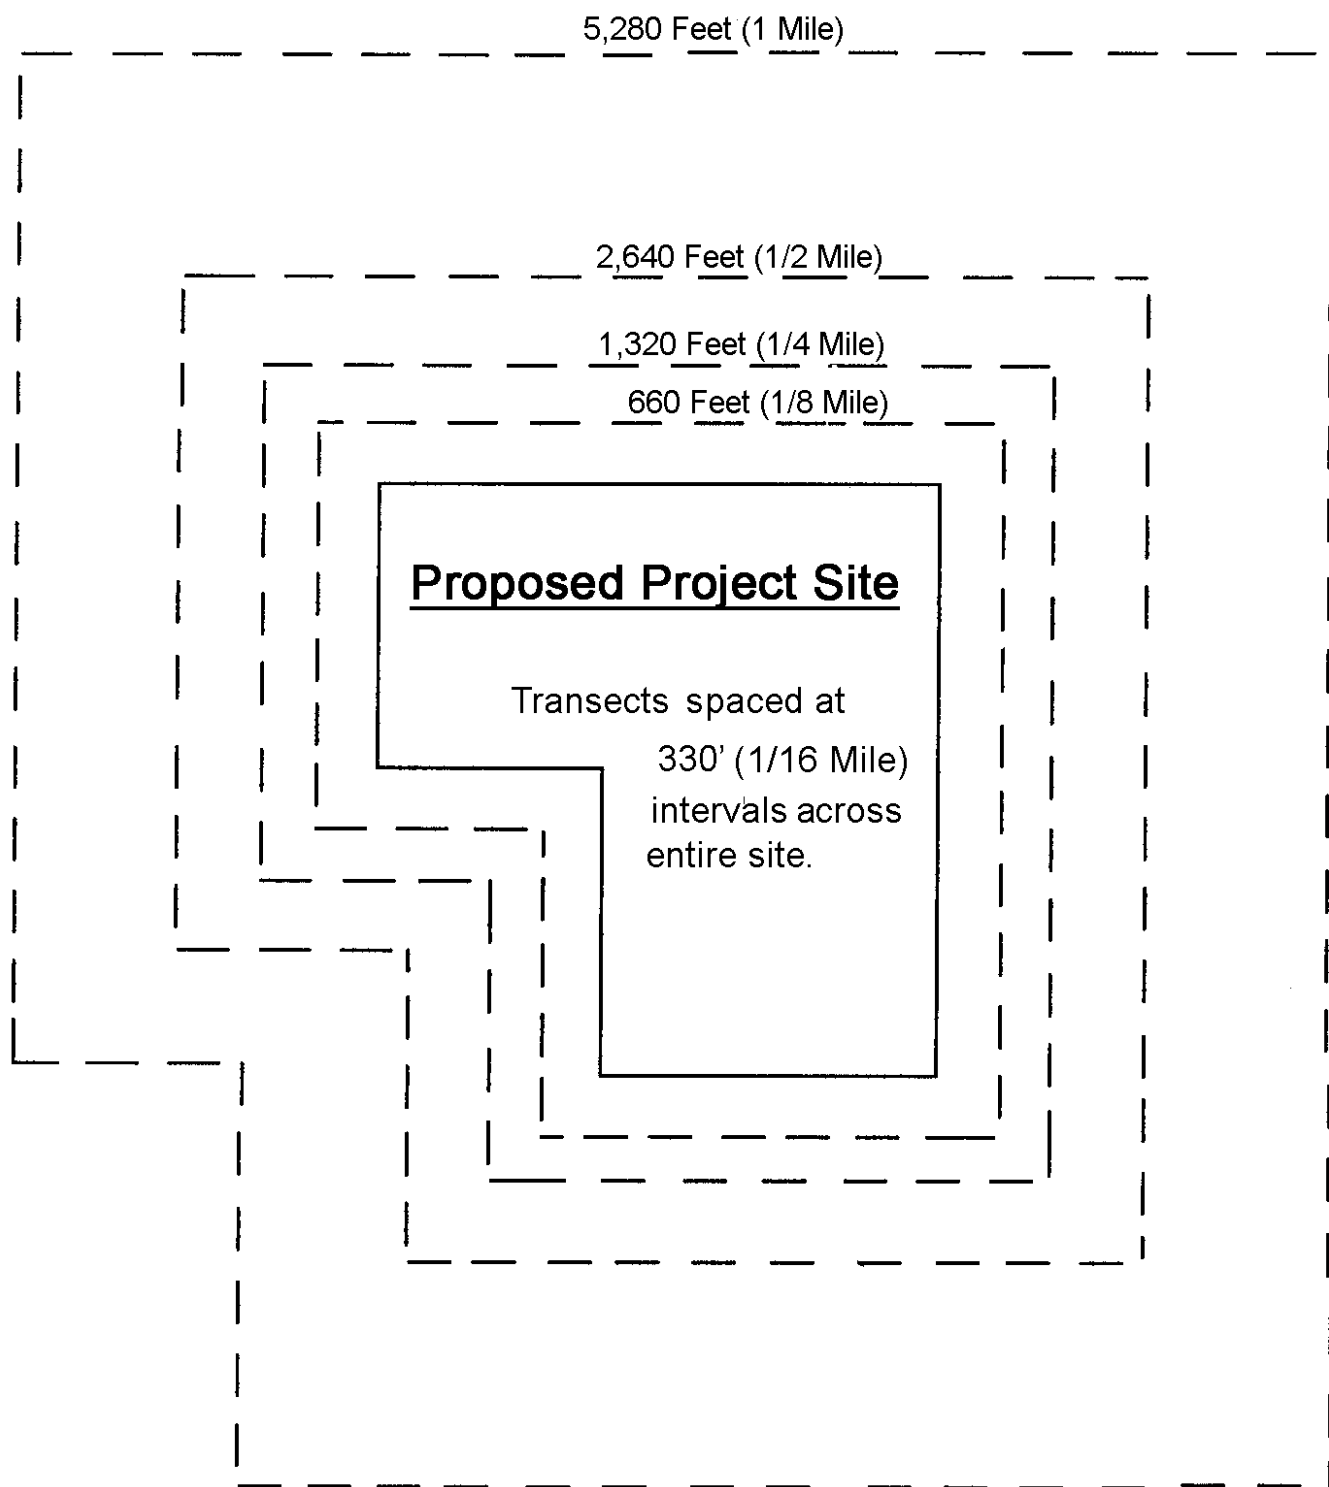 5,280 Feet (1 Mile)
2,640 Feet (1/2 Mile)
1,320 Feet (1/4 Mile)
660 Feet (1/8 Mile)
Proposed Project Site
Transects spaced at
330' (1/16 Mile)
intervals across
entire site.